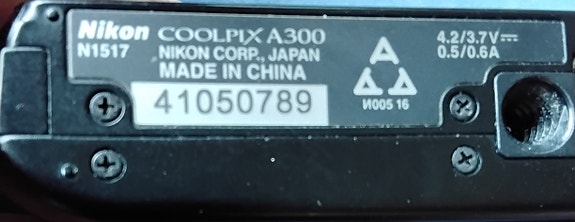 Nikon COOLPIX A300
N1517 NIKON CORP., JAPAN
MADE IN CHINA
41050789
И005 16
4.2/3.7V⎓
0.5/0.6A